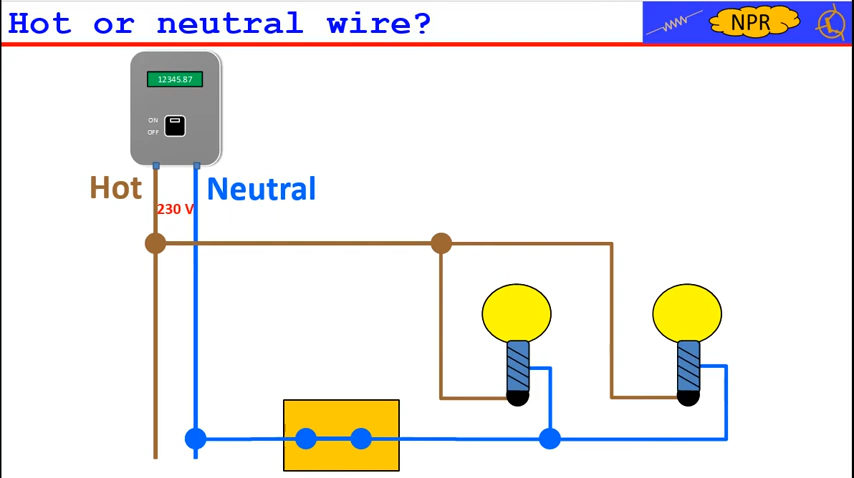 Hot or neutral wire?
NPR
12345.87
ON
OFF
Hot
Neutral
230 V